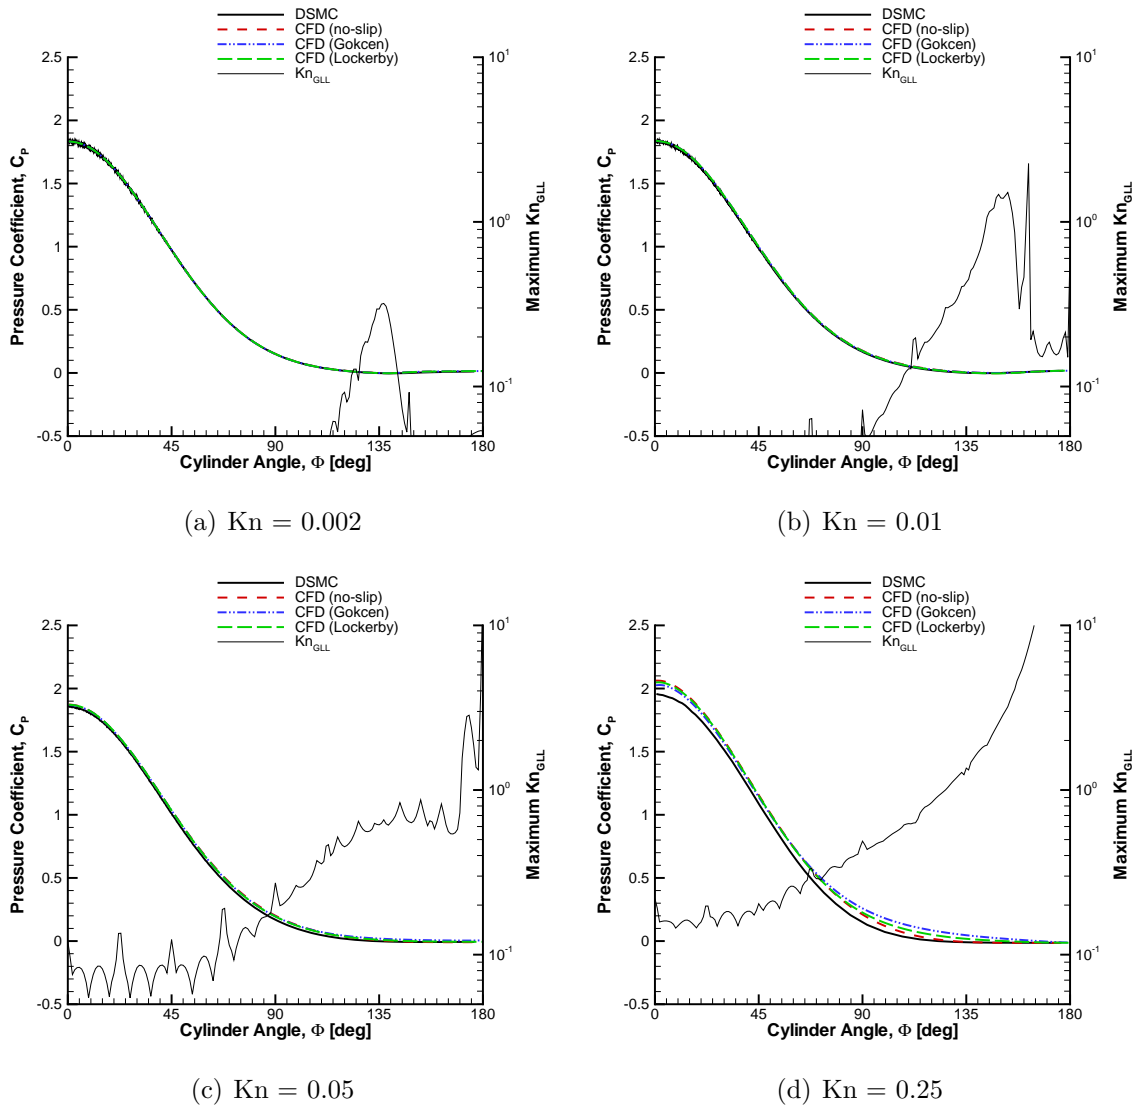 DSMC
CFD (no-slip)
CFD (Gokcen)
CFD (Lockerby)
Kn_GLL
2.5
2
1.5
1
0.5
0
-0.5
Pressure Coefficient, C_P
10^1
10^0
10^-1
Maximum Kn_GLL
0 45 90 135 180
Cylinder Angle, Φ [deg]
(a) Kn = 0.002
DSMC
CFD (no-slip)
CFD (Gokcen)
CFD (Lockerby)
Kn_GLL
2.5
2
1.5
1
0.5
0
-0.5
Pressure Coefficient, C_P
10^1
10^0
10^-1
Maximum Kn_GLL
0 45 90 135 180
Cylinder Angle, Φ [deg]
(b) Kn = 0.01
DSMC
CFD (no-slip)
CFD (Gokcen)
CFD (Lockerby)
Kn_GLL
2.5
2
1.5
1
0.5
0
-0.5
Pressure Coefficient, C_P
10^1
10^0
10^-1
Maximum Kn_GLL
0 45 90 135 180
Cylinder Angle, Φ [deg]
(c) Kn = 0.05
DSMC
CFD (no-slip)
CFD (Gokcen)
CFD (Lockerby)
Kn_GLL
2.5
2
1.5
1
0.5
0
-0.5
Pressure Coefficient, C_P
10^1
10^0
10^-1
Maximum Kn_GLL
0 45 90 135 180
Cylinder Angle, Φ [deg]
(d) Kn = 0.25